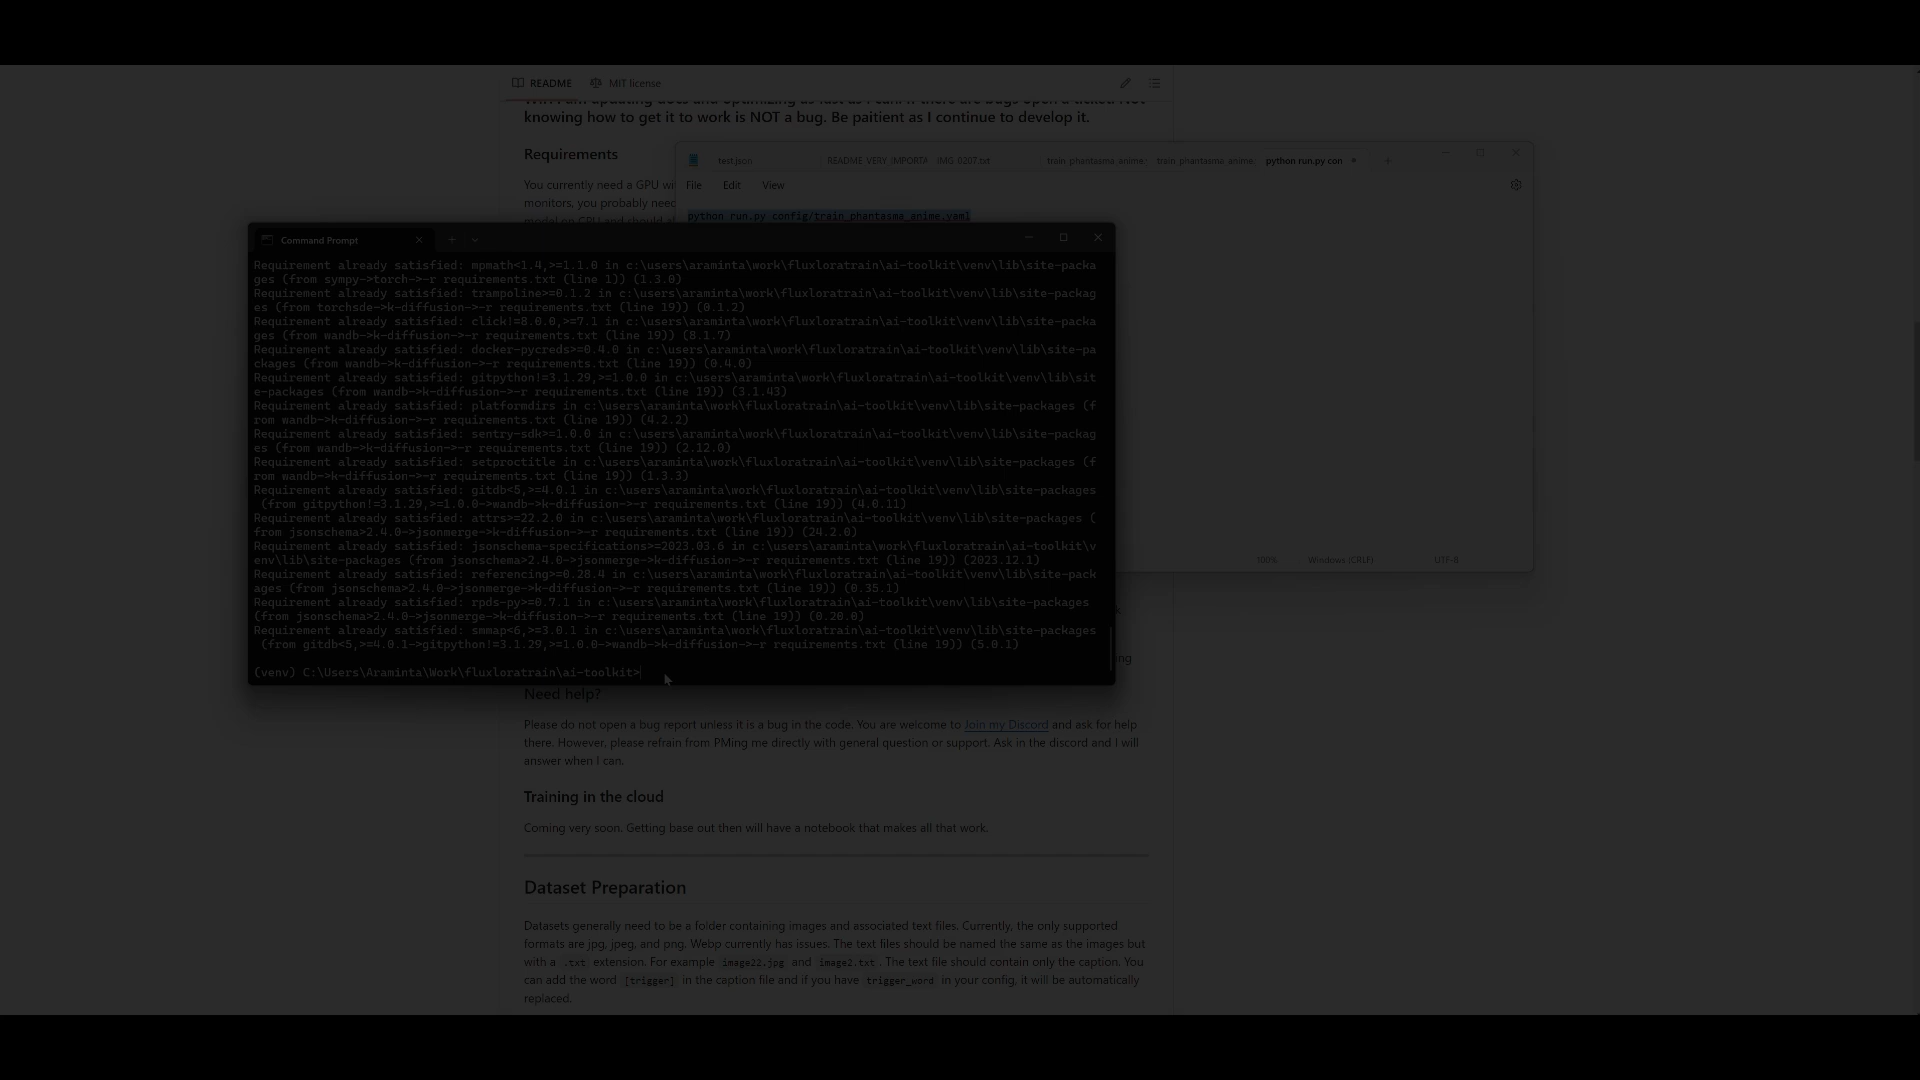 README
MIT license
knowing how to get it to work is NOT a bug. Be paitient as I continue to develop it.
Requirements
You currently need a GPU wi
monitors, you probably need
test.json
README_VERY_IMPORTA
IMG_0207.txt
train_phantasma_anime.
train_phantasma_anime.
python run.py con
File
Edit
View
python run.py config/train_phantasma_anime.yaml
100%
Windows (CRLF)
UTF-8
Command Prompt
Requirement already satisfied: mpmath<1.4,>=1.1.0 in c:\users\araminta\work\fluxloratrain\ai-toolkit\venv\lib\site-packa
ges (from sympy->torch->-r requirements.txt (line 1)) (1.3.0)
Requirement already satisfied: trampoline>=0.1.2 in c:\users\araminta\work\fluxloratrain\ai-toolkit\venv\lib\site-packag
es (from torchsde->k-diffusion->-r requirements.txt (line 19)) (0.1.2)
Requirement already satisfied: click!=8.0.0,>=7.1 in c:\users\araminta\work\fluxloratrain\ai-toolkit\venv\lib\site-packa
ges (from wandb->k-diffusion->-r requirements.txt (line 19)) (8.1.7)
Requirement already satisfied: docker-pycreds>=0.4.0 in c:\users\araminta\work\fluxloratrain\ai-toolkit\venv\lib\site-pa
ckages (from wandb->k-diffusion->-r requirements.txt (line 19)) (0.4.0)
Requirement already satisfied: gitpython!=3.1.29,>=1.0.0 in c:\users\araminta\work\fluxloratrain\ai-toolkit\venv\lib\sit
e-packages (from wandb->k-diffusion->-r requirements.txt (line 19)) (3.1.43)
Requirement already satisfied: platformdirs in c:\users\araminta\work\fluxloratrain\ai-toolkit\venv\lib\site-packages (f
rom wandb->k-diffusion->-r requirements.txt (line 19)) (4.2.2)
Requirement already satisfied: sentry-sdk>=1.0.0 in c:\users\araminta\work\fluxloratrain\ai-toolkit\venv\lib\site-packag
es (from wandb->k-diffusion->-r requirements.txt (line 19)) (2.12.0)
Requirement already satisfied: setproctitle in c:\users\araminta\work\fluxloratrain\ai-toolkit\venv\lib\site-packages (f
rom wandb->k-diffusion->-r requirements.txt (line 19)) (1.3.3)
Requirement already satisfied: gitdb<5,>=4.0.1 in c:\users\araminta\work\fluxloratrain\ai-toolkit\venv\lib\site-packages
(from gitpython!=3.1.29,>=1.0.0->wandb->k-diffusion->-r requirements.txt (line 19)) (4.0.11)
Requirement already satisfied: attrs>=22.2.0 in c:\users\araminta\work\fluxloratrain\ai-toolkit\venv\lib\site-packages (
from jsonschema>2.4.0->jsonmerge->k-diffusion->-r requirements.txt (line 19)) (24.2.0)
Requirement already satisfied: jsonschema-specifications>=2023.03.6 in c:\users\araminta\work\fluxloratrain\ai-toolkit\v
env\lib\site-packages (from jsonschema>2.4.0->jsonmerge->k-diffusion->-r requirements.txt (line 19)) (2023.12.1)
Requirement already satisfied: referencing>=0.28.4 in c:\users\araminta\work\fluxloratrain\ai-toolkit\venv\lib\site-pack
ages (from jsonschema>2.4.0->jsonmerge->k-diffusion->-r requirements.txt (line 19)) (0.35.1)
Requirement already satisfied: rpds-py>=0.7.1 in c:\users\araminta\work\fluxloratrain\ai-toolkit\venv\lib\site-packages
(from jsonschema>2.4.0->jsonmerge->k-diffusion->-r requirements.txt (line 19)) (0.20.0)
Requirement already satisfied: smmap<6,>=3.0.1 in c:\users\araminta\work\fluxloratrain\ai-toolkit\venv\lib\site-packages
(from gitdb<5,>=4.0.1->gitpython!=3.1.29,>=1.0.0->wandb->k-diffusion->-r requirements.txt (line 19)) (5.0.1)
(venv) C:\Users\Araminta\Work\fluxloratrain\ai-toolkit>
ing
Need help?
Please do not open a bug report unless it is a bug in the code. You are welcome to Join my Discord and ask for help
there. However, please refrain from PMing me directly with general question or support. Ask in the discord and I will
answer when I can.
Training in the cloud
Coming very soon. Getting base out then will have a notebook that makes all that work.
Dataset Preparation
Datasets generally need to be a folder containing images and associated text files. Currently, the only supported
formats are jpg, jpeg, and png. Webp currently has issues. The text files should be named the same as the images but
with a .txt extension. For example image22.jpg and image2.txt. The text file should contain only the caption. You
can add the word [trigger] in the caption file and if you have trigger_word in your config, it will be automatically
replaced.